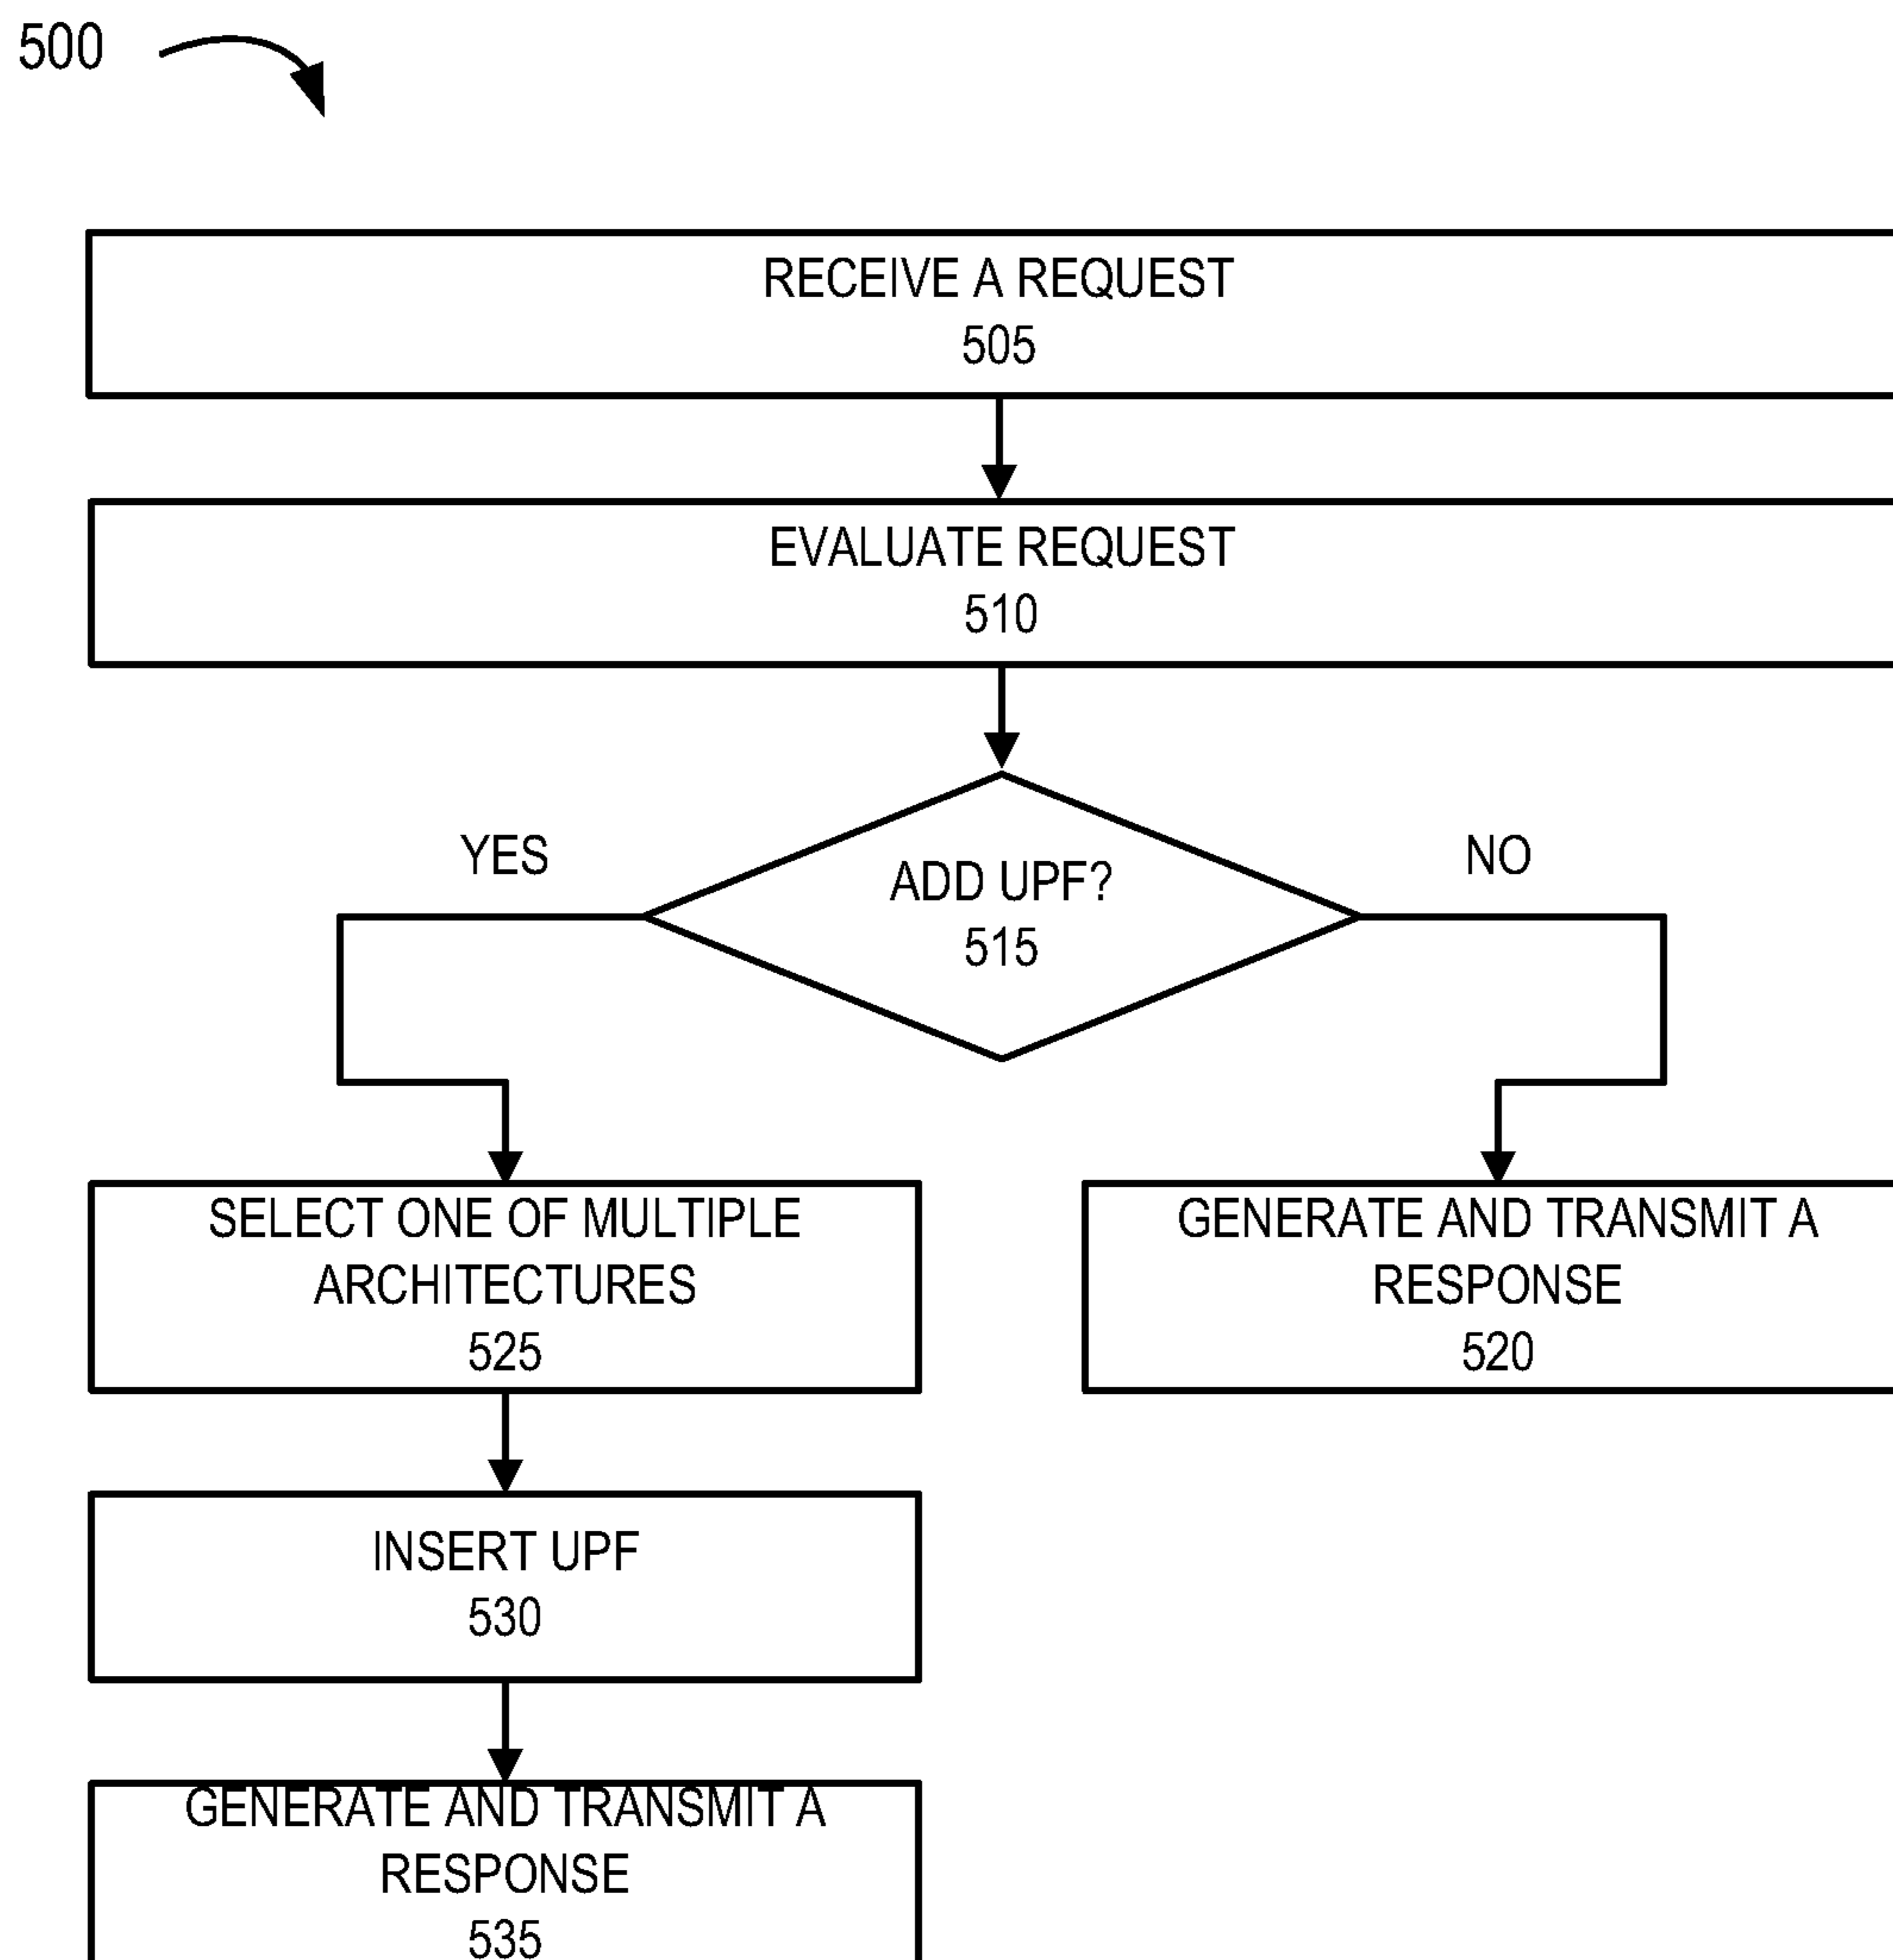 500
RECEIVE A REQUEST
505
EVALUATE REQUEST
510
YES
NO
ADD UPF?
515
SELECT ONE OF MULTIPLE
ARCHITECTURES
525
GENERATE AND TRANSMIT A
RESPONSE
520
INSERT UPF
530
GENERATE AND TRANSMIT A
RESPONSE
535